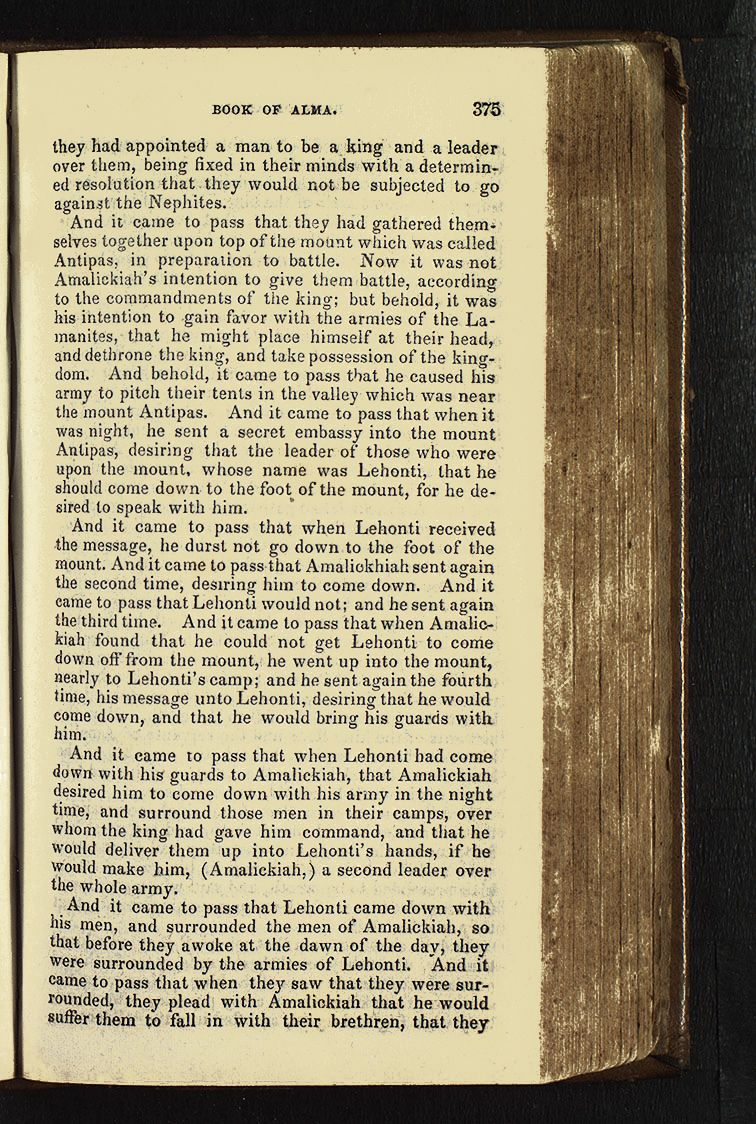 BOOK OF ALMA. 375
they had appointed a man to be a king and a leader
over them, being fixed in their minds with a determin-
ed resolution that they would not be subjected to go
against the Nephites.
And it came to pass that they had gathered them-
selves together upon top of the mount which was called
Antipas, in preparation to battle. Now it was not
Amalickiah's intention to give them battle, according
to the commandments of the king; but behold, it was
his intention to gain favor with the armies of the La-
manites, that he might place himself at their head,
and dethrone the king, and take possession of the king-
dom. And behold, it came to pass that he caused his
army to pitch their tents in the valley which was near
the mount Antipas. And it came to pass that when it
was night, he sent a secret embassy into the mount
Antipas, desiring that the leader of those who were
upon the mount, whose name was Lehonti, that he
should come down to the foot of the mount, for he de-
sired to speak with him.
And it came to pass that when Lehonti received
the message, he durst not go down to the foot of the
mount. And it came to pass that Amalickhiah sent again
the second time, desiring him to come down. And it
came to pass that Lehonti would not; and he sent again
the third time. And it came to pass that when Amalic-
kiah found that he could not get Lehonti to come
down off from the mount, he went up into the mount,
nearly to Lehonti's camp; and he sent again the fourth
time, his message unto Lehonti, desiring that he would
come down, and that he would bring his guards with
him.
And it came to pass that when Lehonti had come
down with his guards to Amalickiah, that Amalickiah
desired him to come down with his army in the night
time, and surround those men in their camps, over
whom the king had gave him command, and that he
would deliver them up into Lehonti's hands, if he
would make him, (Amalickiah,) a second leader over
the whole army.
And it came to pass that Lehonti came down with
his men, and surrounded the men of Amalickiah, so
that before they awoke at the dawn of the day, they
were surrounded by the armies of Lehonti. And it
came to pass that when they saw that they were sur-
rounded, they plead with Amalickiah that he would
suffer them to fall in with their brethren, that they